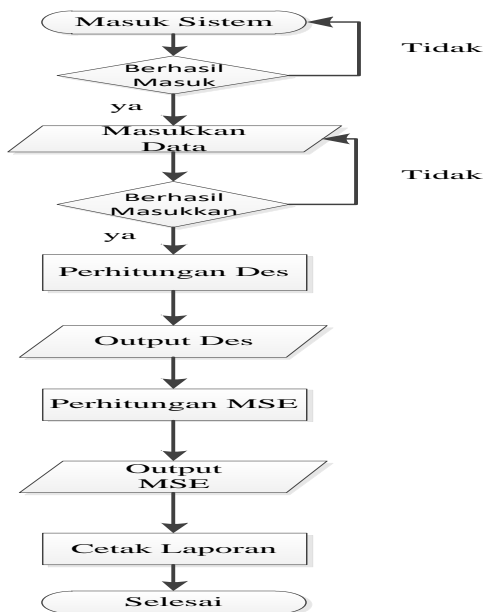 Masuk Sistem
Tidak
Berhasil
Masuk
ya
Masukkan
Data
Tidak
Berhasil
Masukkan
ya
Perhitungan Des
Output Des
Perhitungan MSE
Output
MSE
Cetak Laporan
Selesai